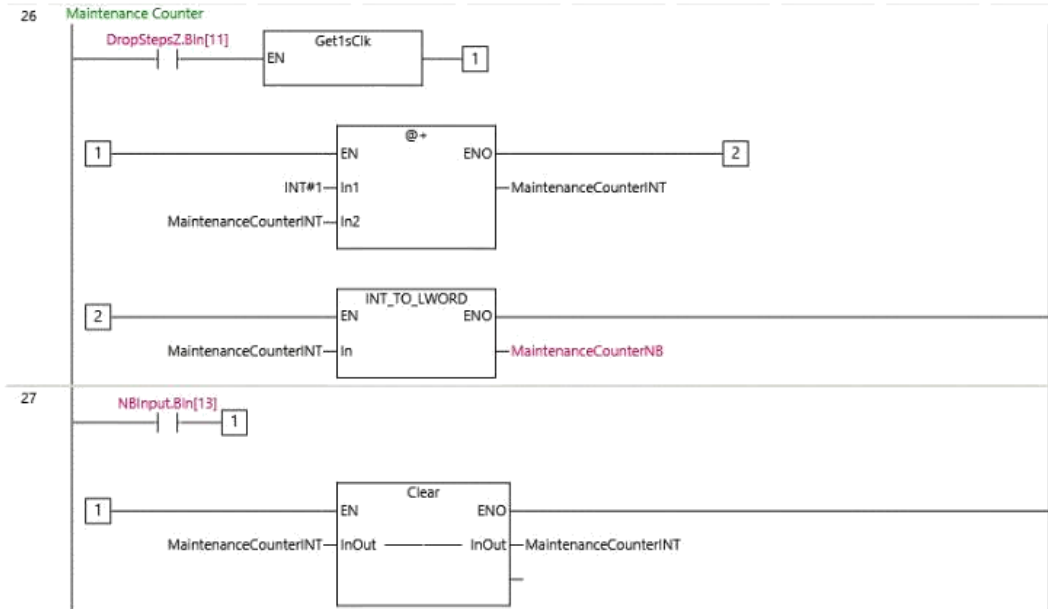 26 Maintenance Counter
DropStepsZ.BIn[11]
Get1sClk
EN
1
@+
1 EN ENO 2
INT#1 In1 MaintenanceCounterINT
MaintenanceCounterINT In2
INT_TO_LWORD
2 EN ENO
MaintenanceCounterINT In MaintenanceCounterNB
27
NBInput.BIn[13]
1
Clear
1 EN ENO
MaintenanceCounterINT InOut InOut MaintenanceCounterINT